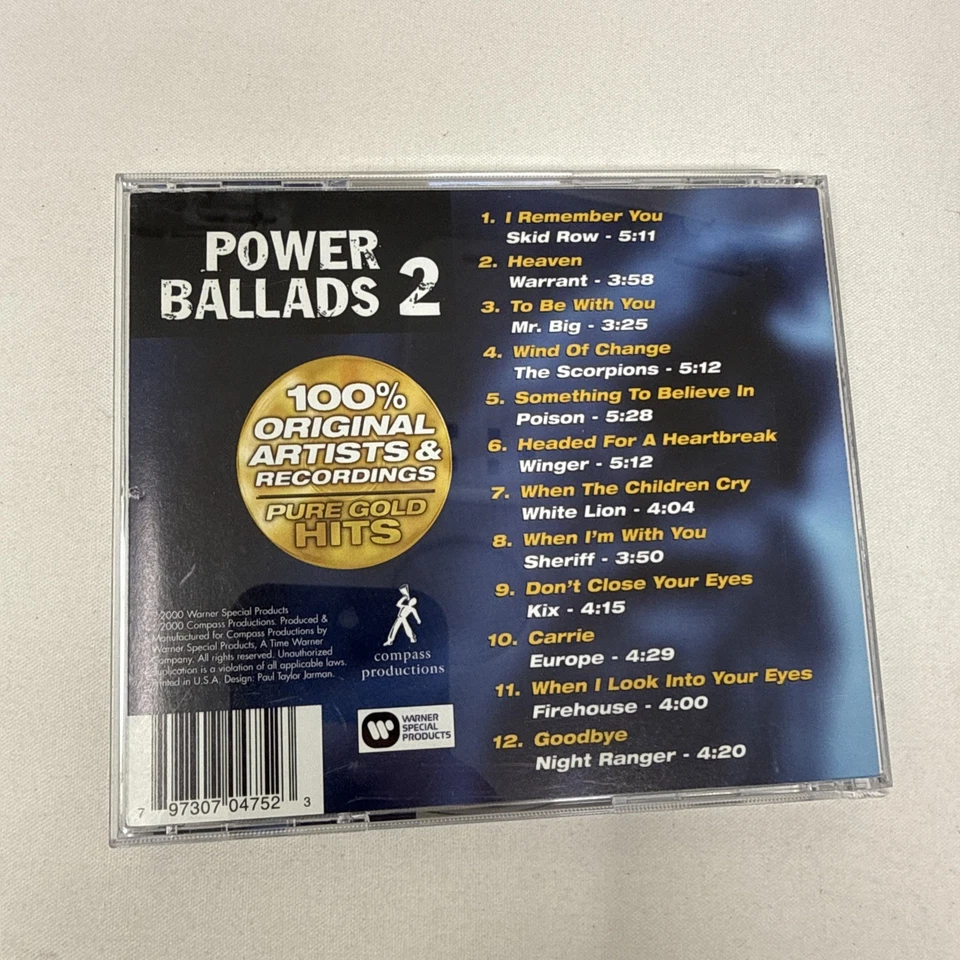 POWER
BALLADS 2
100%
ORIGINAL
ARTISTS &
RECORDINGS
PURE GOLD
HITS
1. I Remember You
Skid Row - 5:11
2. Heaven
Warrant - 3:58
3. To Be With You
Mr. Big - 3:25
4. Wind Of Change
The Scorpions - 5:12
5. Something To Believe In
Poison - 5:28
6. Headed For A Heartbreak
Winger - 5:12
7. When The Children Cry
White Lion - 4:04
8. When I'm With You
Sheriff - 3:50
9. Don't Close Your Eyes
Kix - 4:15
10. Carrie
Europe - 4:29
11. When I Look Into Your Eyes
Firehouse - 4:00
12. Goodbye
Night Ranger - 4:20
2000 Warner Special Products
2000 Compass Productions. Produced &
Manufactured for Compass Productions by
Warner Special Products, A Time Warner
Company. All rights reserved. Unauthorized
duplication is a violation of all applicable laws.
Printed in U.S.A. Design: Paul Taylor Jarman.
compass
productions
WARNER
SPECIAL
PRODUCTS
7 97307 04752 3